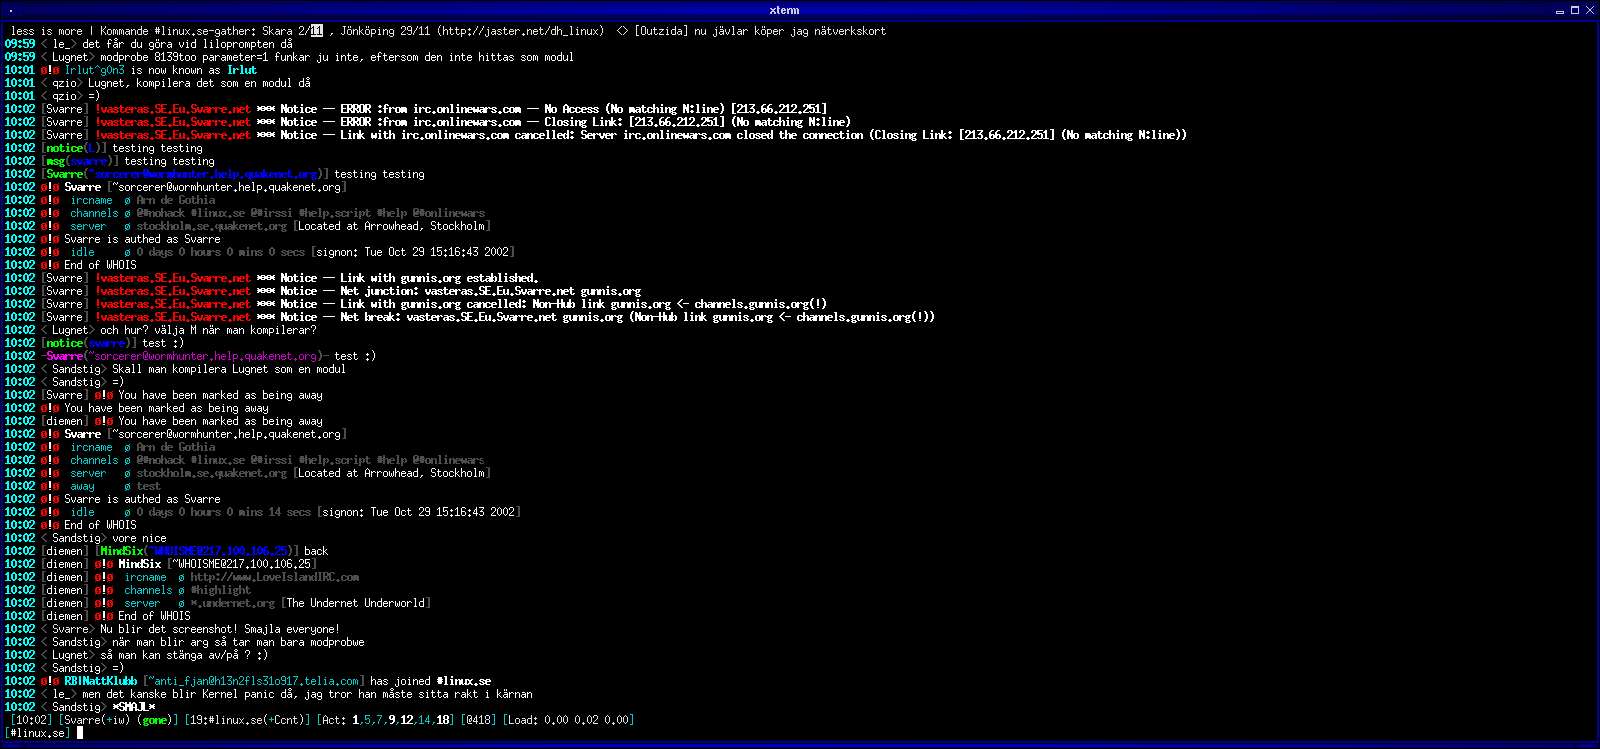 xterm
less is more | Kommande #linux.se-gather: Skara 2/11 , Jönköping 29/11 (http://jaster.net/dh_linux)  <> [Outzida] nu jävlar köper jag nätverkskort
09:59 < le_> det får du göra vid liloprompten då
09:59 < Lugnet> modprobe 8139too parameter=1 funkar ju inte, eftersom den inte hittas som modul
10:01 ø!ø Irlut^g0n3 is now known as Irlut
10:01 < qzio> Lugnet, kompilera det som en modul då
10:01 < qzio> =)
10:02 [Svarre] !vasteras.SE.Eu.Svarre.net *** Notice -- ERROR :from irc.onlinewars.com -- No Access (No matching N:line) [213.66.212.251]
10:02 [Svarre] !vasteras.SE.Eu.Svarre.net *** Notice -- ERROR :from irc.onlinewars.com -- Closing Link: [213.66.212.251] (No matching N:line)
10:02 [Svarre] !vasteras.SE.Eu.Svarre.net *** Notice -- Link with irc.onlinewars.com cancelled: Server irc.onlinewars.com closed the connection (Closing Link: [213.66.212.251] (No matching N:line))
10:02 [notice(L)] testing testing
10:02 [msg(svarre)] testing testing
10:02 [Svarre(~sorcerer@wormhunter.help.quakenet.org)] testing testing
10:02 ø!ø Svarre [~sorcerer@wormhunter.help.quakenet.org]
10:02 ø!ø  ircname  ø Arn de Gothia
10:02 ø!ø  channels ø @#nohack #linux.se @#irssi #help.script #help @#onlinewars
10:02 ø!ø  server   ø stockholm.se.quakenet.org [Located at Arrowhead, Stockholm]
10:02 ø!ø Svarre is authed as Svarre
10:02 ø!ø  idle     ø 0 days 0 hours 0 mins 0 secs [signon: Tue Oct 29 15:16:43 2002]
10:02 ø!ø End of WHOIS
10:02 [Svarre] !vasteras.SE.Eu.Svarre.net *** Notice -- Link with gunnis.org established.
10:02 [Svarre] !vasteras.SE.Eu.Svarre.net *** Notice -- Net junction: vasteras.SE.Eu.Svarre.net gunnis.org
10:02 [Svarre] !vasteras.SE.Eu.Svarre.net *** Notice -- Link with gunnis.org cancelled: Non-Hub link gunnis.org <- channels.gunnis.org(!)
10:02 [Svarre] !vasteras.SE.Eu.Svarre.net *** Notice -- Net break: vasteras.SE.Eu.Svarre.net gunnis.org (Non-Hub link gunnis.org <- channels.gunnis.org(!))
10:02 < Lugnet> och hur? välja M när man kompilerar?
10:02 [notice(svarre)] test :)
10:02 -Svarre(~sorcerer@wormhunter.help.quakenet.org)- test :)
10:02 < Sandstig> Skall man kompilera Lugnet som en modul
10:02 < Sandstig> =)
10:02 [Svarre] ø!ø You have been marked as being away
10:02 ø!ø You have been marked as being away
10:02 [diemen] ø!ø You have been marked as being away
10:02 ø!ø Svarre [~sorcerer@wormhunter.help.quakenet.org]
10:02 ø!ø  ircname  ø Arn de Gothia
10:02 ø!ø  channels ø @#nohack #linux.se @#irssi #help.script #help @#onlinewars
10:02 ø!ø  server   ø stockholm.se.quakenet.org [Located at Arrowhead, Stockholm]
10:02 ø!ø  away     ø test
10:02 ø!ø Svarre is authed as Svarre
10:02 ø!ø  idle     ø 0 days 0 hours 0 mins 14 secs [signon: Tue Oct 29 15:16:43 2002]
10:02 ø!ø End of WHOIS
10:02 < Sandstig> vore nice
10:02 [diemen] [MindSix(~WHOISME@217.100.106.25)] back
10:02 [diemen] ø!ø MindSix [~WHOISME@217.100.106.25]
10:02 [diemen] ø!ø  ircname  ø http://www.LoveIslandIRC.com
10:02 [diemen] ø!ø  channels ø #highlight
10:02 [diemen] ø!ø  server   ø *.undernet.org [The Undernet Underworld]
10:02 [diemen] ø!ø End of WHOIS
10:02 < Svarre> Nu blir det screenshot! Smajla everyone!
10:02 < Sandstig> när man blir arg så tar man bara modprobwe
10:02 < Lugnet> så man kan stänga av/på ? :)
10:02 < Sandstig> =)
10:02 ø!ø RBINattKlubb [~anti_fjan@h13n2fls31o917.telia.com] has joined #linux.se
10:02 < le_> men det kanske blir Kernel panic då, jag tror han måste sitta rakt i kärnan
10:02 < Sandstig> *SMAJL*
[10:02] [Svarre(+iw) (gone)] [19:#linux.se(+Ccnt)] [Act: 1,5,7,9,12,14,18] [@418] [Load: 0.00 0.02 0.00]
[#linux.se]